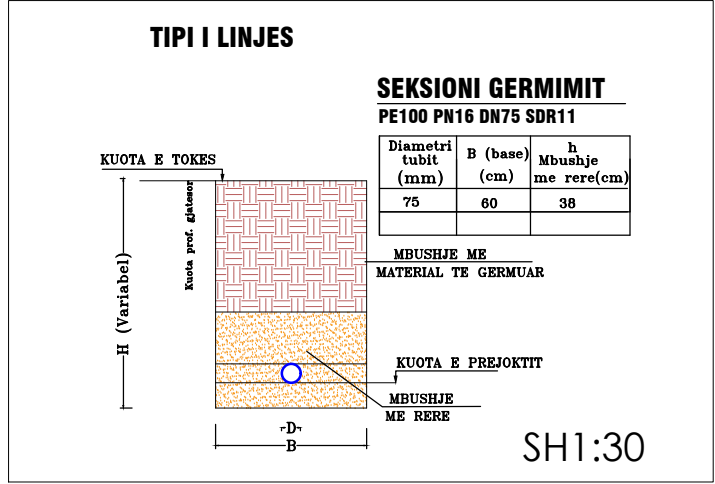 TIPI I LINJES
SEKSIONI GERMIMIT
PE100 PN16 DN75 SDR11
Diametri tubit (mm)
B (base) (cm)
h Mbushje me rere(cm)
75 60 38
KUOTA E TOKES
Kuota prof. gjatesor
H (Variabel)
MBUSHJE ME
MATERIAL TE GERMUAR
KUOTA E PREJOKTIT
MBUSHJE
ME RERE
D
B
SH1:30